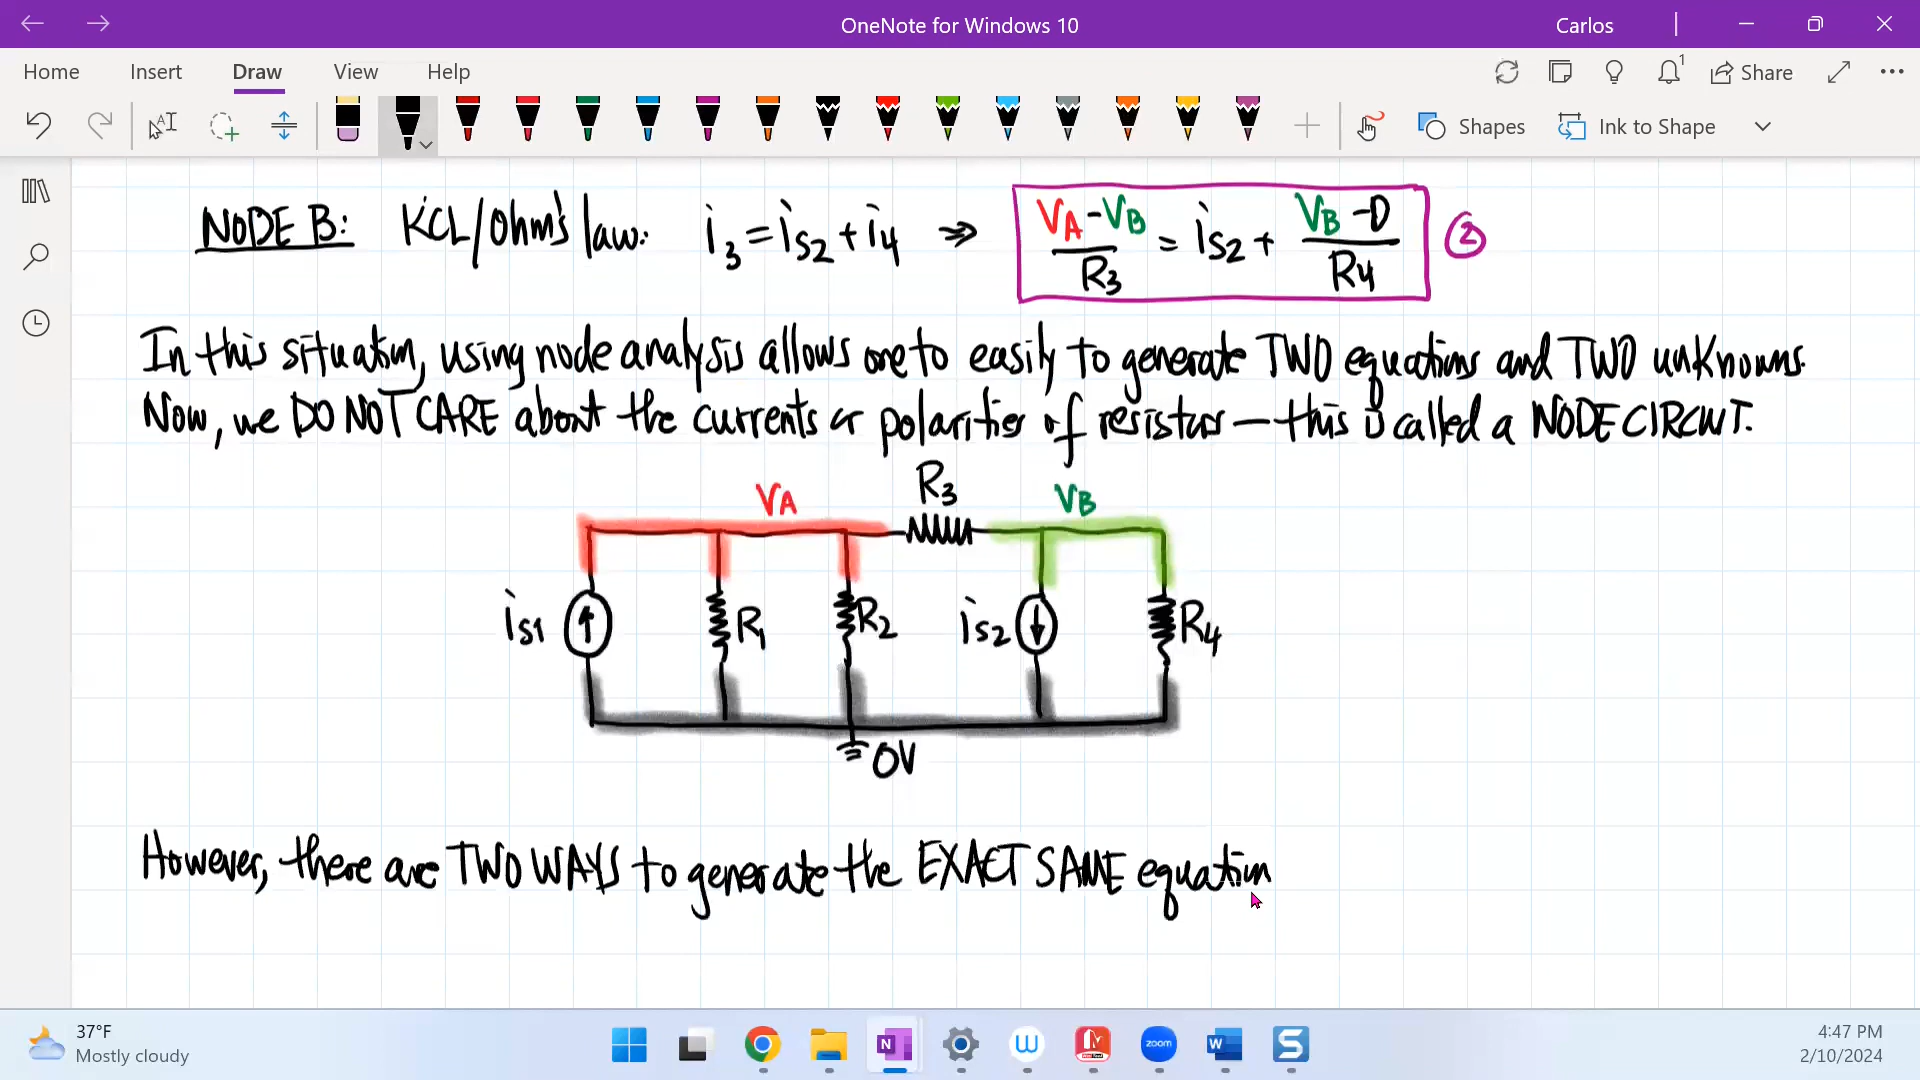 OneNote for Windows 10
Carlos
Home Insert Draw View Help
1
Share
Shapes
Ink to Shape
NODE B: KCL/Ohm's law: i3 = iS2 + i4 ⇒ (VA - VB)/R3 = iS2 + (VB - 0)/R4 ②
In this situation, using node analysis allows one to easily to generate TWO equations and TWO unknowns.
Now, we DO NOT CARE about the currents or polarities of resistors — this is called a NODE CIRCUIT.
R3
VA VB
iS1 R1 R2 iS2 R4
0V
However, there are TWO WAYS to generate the EXACT SAME equation
37°F
Mostly cloudy
N
W
zoom
W
S
4:47 PM
2/10/2024